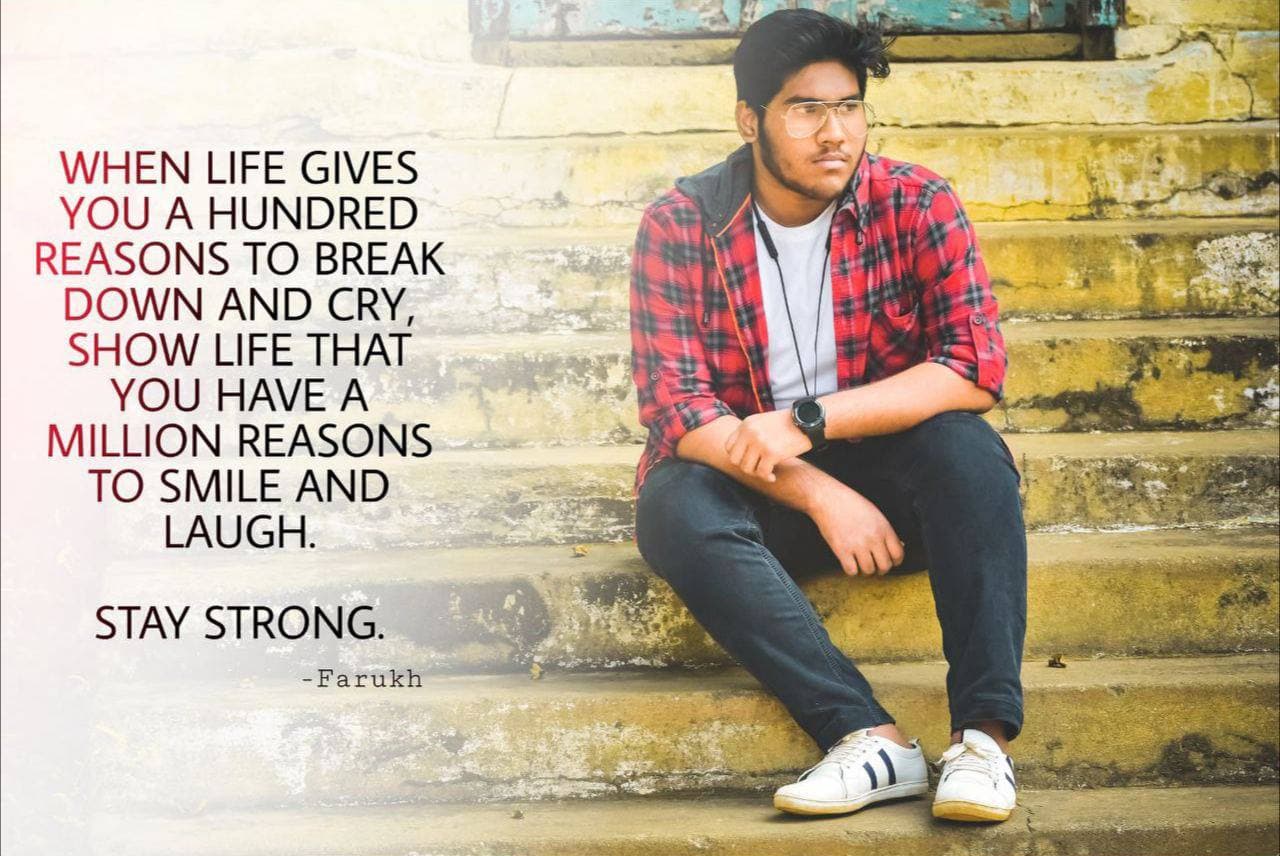 WHEN LIFE GIVES
YOU A HUNDRED
REASONS TO BREAK
DOWN AND CRY,
SHOW LIFE THAT
YOU HAVE A
MILLION REASONS
TO SMILE AND
LAUGH.
STAY STRONG.
-Farukh